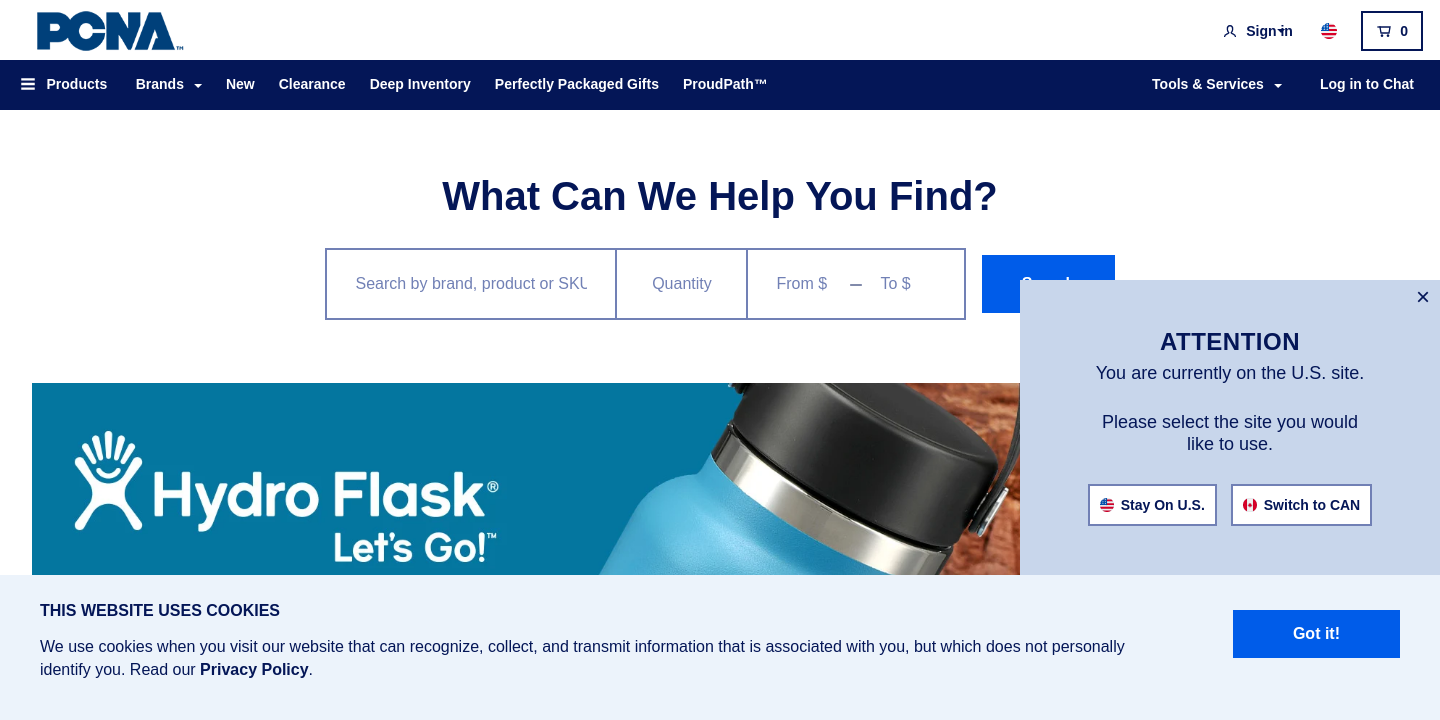 PCNA™
Sign in
0
Products
Brands
New
Clearance
Deep Inventory
Perfectly Packaged Gifts
ProudPath™
Tools & Services
Log in to Chat
What Can We Help You Find?
Search by brand, product or SKU
Quantity
From $
–
To $
×
ATTENTION
You are currently on the U.S. site.
Please select the site you would
like to use.
Stay On U.S.
Switch to CAN
Hydro Flask®
Let's Go!™
THIS WEBSITE USES COOKIES
We use cookies when you visit our website that can recognize, collect, and transmit information that is associated with you, but which does not personally
identify you. Read our Privacy Policy.
Got it!